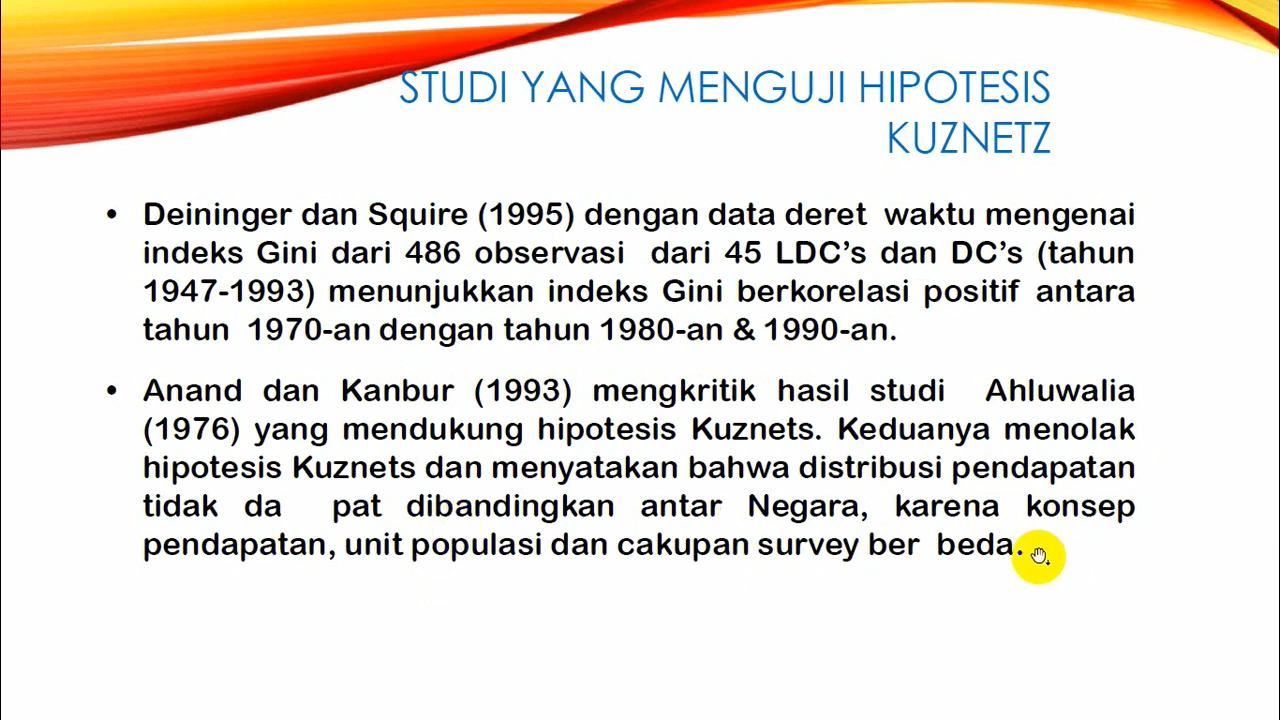 STUDI YANG MENGUJI HIPOTESIS
KUZNETZ
• Deininger dan Squire (1995) dengan data deret waktu mengenai
indeks Gini dari 486 observasi dari 45 LDC’s dan DC’s (tahun
1947-1993) menunjukkan indeks Gini berkorelasi positif antara
tahun 1970-an dengan tahun 1980-an & 1990-an.
• Anand dan Kanbur (1993) mengkritik hasil studi Ahluwalia
(1976) yang mendukung hipotesis Kuznets. Keduanya menolak
hipotesis Kuznets dan menyatakan bahwa distribusi pendapatan
tidak da pat dibandingkan antar Negara, karena konsep
pendapatan, unit populasi dan cakupan survey ber beda.